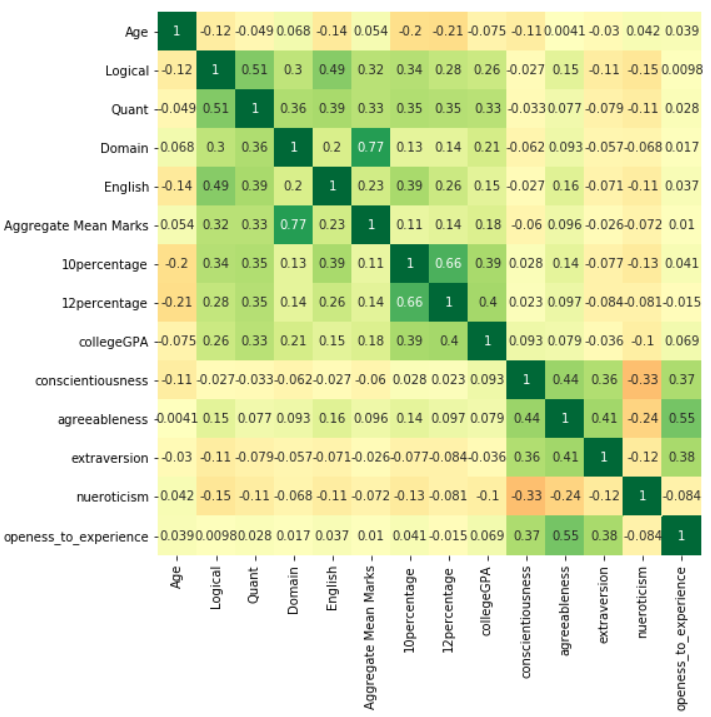 Age 1 -0.12 -0.049 0.068 -0.14 0.054 -0.2 -0.21 -0.075 -0.11 0.0041 -0.03 0.042 0.039
Logical -0.12 1 0.51 0.3 0.49 0.32 0.34 0.28 0.26 -0.027 0.15 -0.11 -0.15 0.0098
Quant -0.049 0.51 1 0.36 0.39 0.33 0.35 0.35 0.33 -0.033 0.077 -0.079 -0.11 0.028
Domain 0.068 0.3 0.36 1 0.2 0.77 0.13 0.14 0.21 -0.062 0.093 -0.057 -0.068 0.017
English -0.14 0.49 0.39 0.2 1 0.23 0.39 0.26 0.15 -0.027 0.16 -0.071 -0.11 0.037
Aggregate Mean Marks 0.054 0.32 0.33 0.77 0.23 1 0.11 0.14 0.18 -0.06 0.096 -0.026 -0.072 0.01
10percentage -0.2 0.34 0.35 0.13 0.39 0.11 1 0.66 0.39 0.028 0.14 -0.077 -0.13 0.041
12percentage -0.21 0.28 0.35 0.14 0.26 0.14 0.66 1 0.4 0.023 0.097 -0.084 -0.081 -0.015
collegeGPA -0.075 0.26 0.33 0.21 0.15 0.18 0.39 0.4 1 0.093 0.079 -0.036 -0.1 0.069
conscientiousness -0.11 -0.027 -0.033 -0.062 -0.027 -0.06 0.028 0.023 0.093 1 0.44 0.36 -0.33 0.37
agreeableness 0.0041 0.15 0.077 0.093 0.16 0.096 0.14 0.097 0.079 0.44 1 0.41 -0.24 0.55
extraversion -0.03 -0.11 -0.079 -0.057 -0.071 -0.026 -0.077 -0.084 -0.036 0.36 0.41 1 -0.12 0.38
nueroticism 0.042 -0.15 -0.11 -0.068 -0.11 -0.072 -0.13 -0.081 -0.1 -0.33 -0.24 -0.12 1 -0.084
openess_to_experience 0.039 0.0098 0.028 0.017 0.037 0.01 0.041 -0.015 0.069 0.37 0.55 0.38 -0.084 1
Age
Logical
Quant
Domain
English
Aggregate Mean Marks
10percentage
12percentage
collegeGPA
conscientiousness
agreeableness
extraversion
nueroticism
openess_to_experience